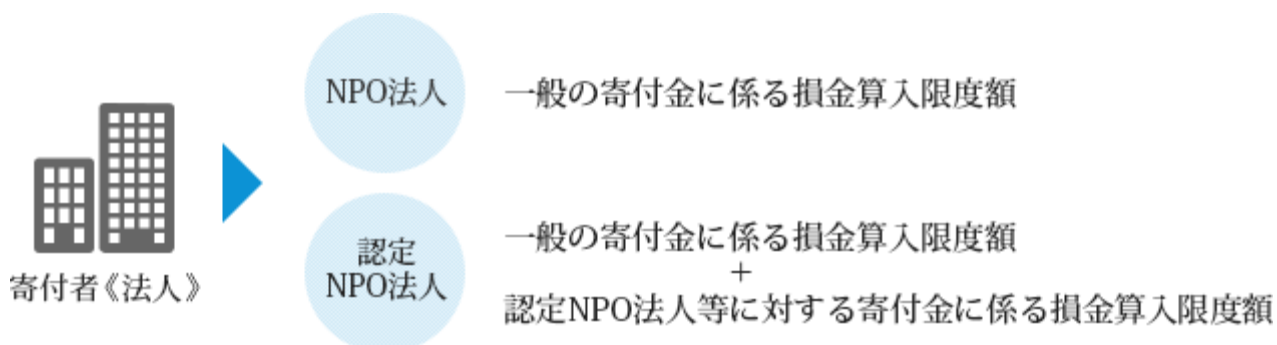 NPO法人
一般の寄付金に係る損金算入限度額
寄付者《法人》
認定
NPO法人
一般の寄付金に係る損金算入限度額
+
認定NPO法人等に対する寄付金に係る損金算入限度額